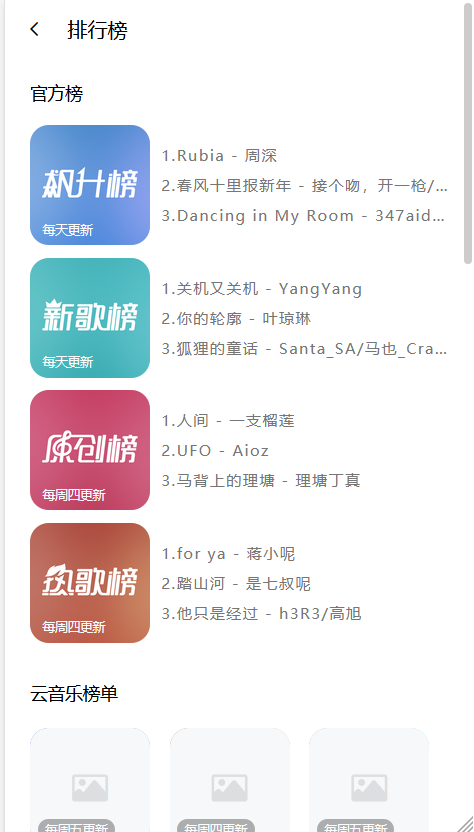 排行榜
官方榜
飙升榜
每天更新
1.Rubia - 周深
2.春风十里报新年 - 接个吻，开一枪/...
3.Dancing in My Room - 347aid...
新歌榜
每天更新
1.关机又关机 - YangYang
2.你的轮廓 - 叶琼琳
3.狐狸的童话 - Santa_SA/马也_Cra...
原创榜
每周四更新
1.人间 - 一支榴莲
2.UFO - Aioz
3.马背上的理塘 - 理塘丁真
热歌榜
每周四更新
1.for ya - 蒋小呢
2.踏山河 - 是七叔呢
3.他只是经过 - h3R3/高旭
云音乐榜单
每周五更新
每周四更新
每周五更新